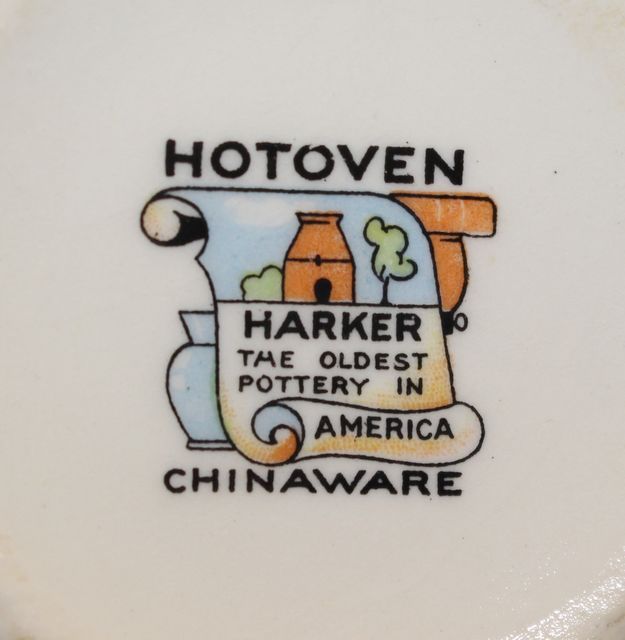 HOTOVEN
HARKER
THE OLDEST
POTTERY IN
AMERICA
CHINAWARE